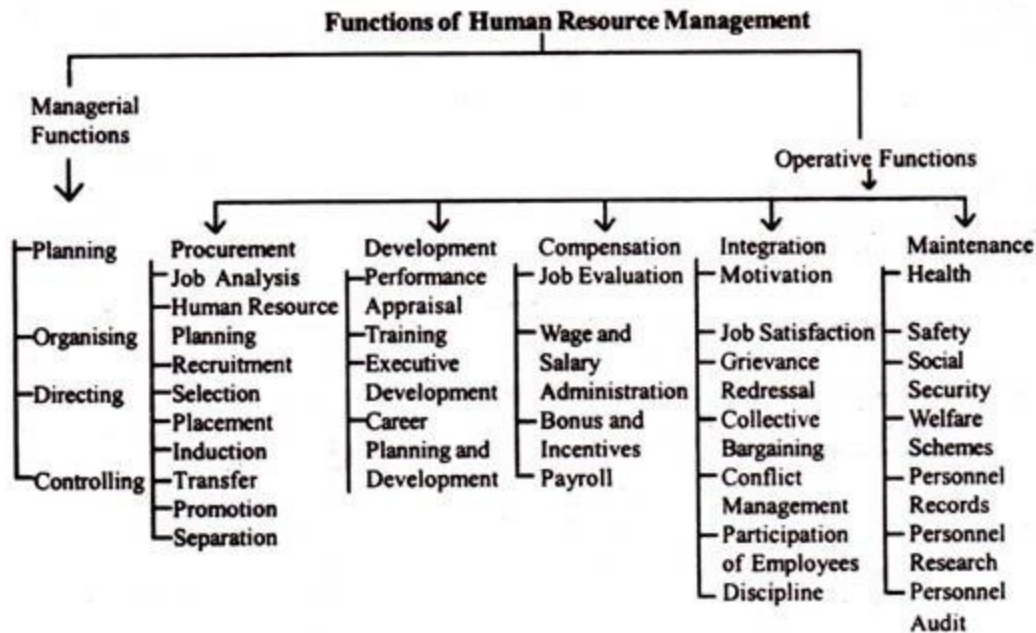 Functions of Human Resource Management
Managerial
Functions
Operative Functions
Planning
Organising
Directing
Controlling
Procurement
Job Analysis
Human Resource
Planning
Recruitment
Selection
Placement
Induction
Transfer
Promotion
Separation
Development
Performance
Appraisal
Training
Executive
Development
Career
Planning and
Development
Compensation
Job Evaluation
Wage and
Salary
Administration
Bonus and
Incentives
Payroll
Integration
Motivation
Job Satisfaction
Grievance
Redressal
Collective
Bargaining
Conflict
Management
Participation
of Employees
Discipline
Maintenance
Health
Safety
Social
Security
Welfare
Schemes
Personnel
Records
Personnel
Research
Personnel
Audit